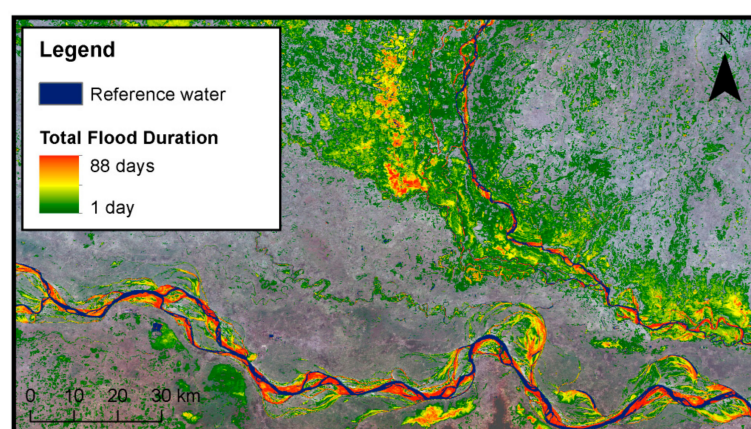 Legend
Reference water
Total Flood Duration
88 days
1 day
N
0 10 20 30 km